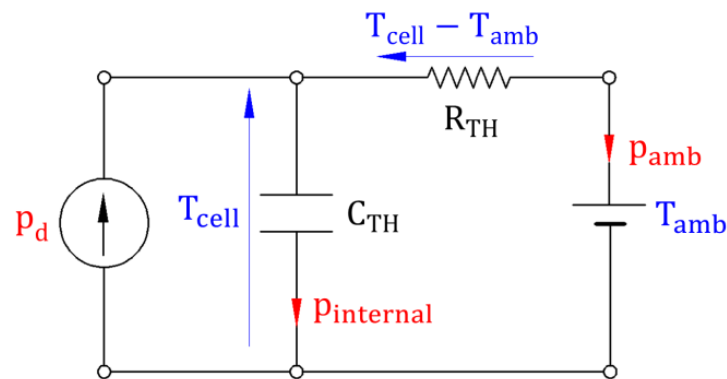 T_cell − T_amb
R_TH
p_amb
p_d
T_cell
C_TH
T_amb
p_internal